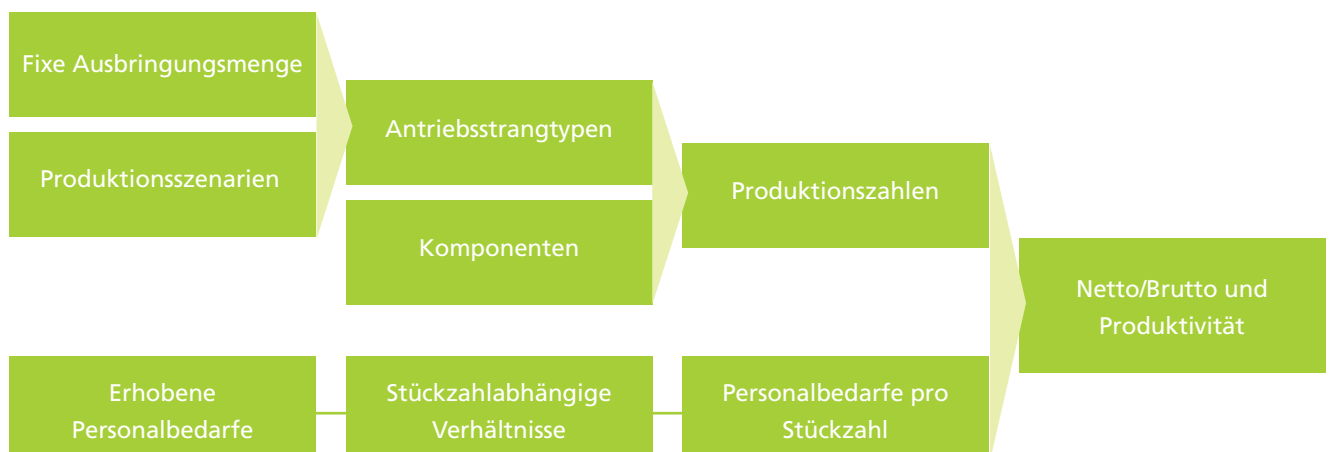 Fixe Ausbringungsmenge
Produktionsszenarien
Antriebsstrangtypen
Komponenten
Produktionszahlen
Netto/Brutto und
Produktivität
Erhobene
Personalbedarfe
Stückzahlabhängige
Verhältnisse
Personalbedarfe pro
Stückzahl